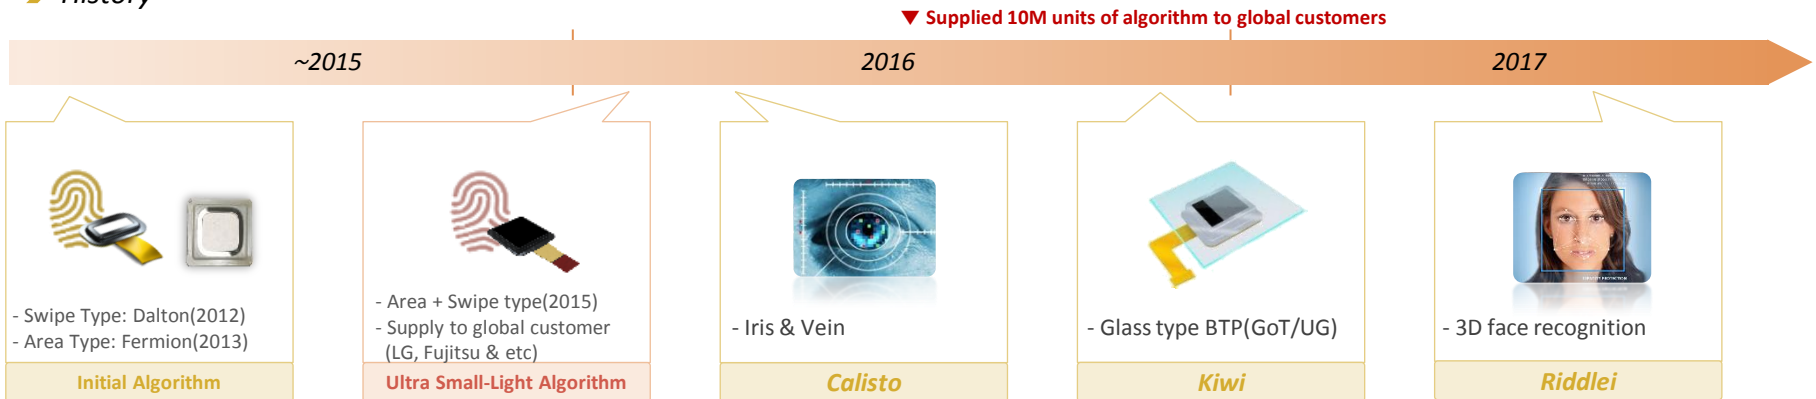 History
▼ Supplied 10M units of algorithm to global customers
~2015
2016
2017
- Swipe Type: Dalton(2012)
- Area Type: Fermion(2013)
Initial Algorithm
- Area + Swipe type(2015)
- Supply to global customer
(LG, Fujitsu & etc)
Ultra Small-Light Algorithm
- Iris & Vein
Calisto
- Glass type BTP(GoT/UG)
Kiwi
- 3D face recognition
Riddlei